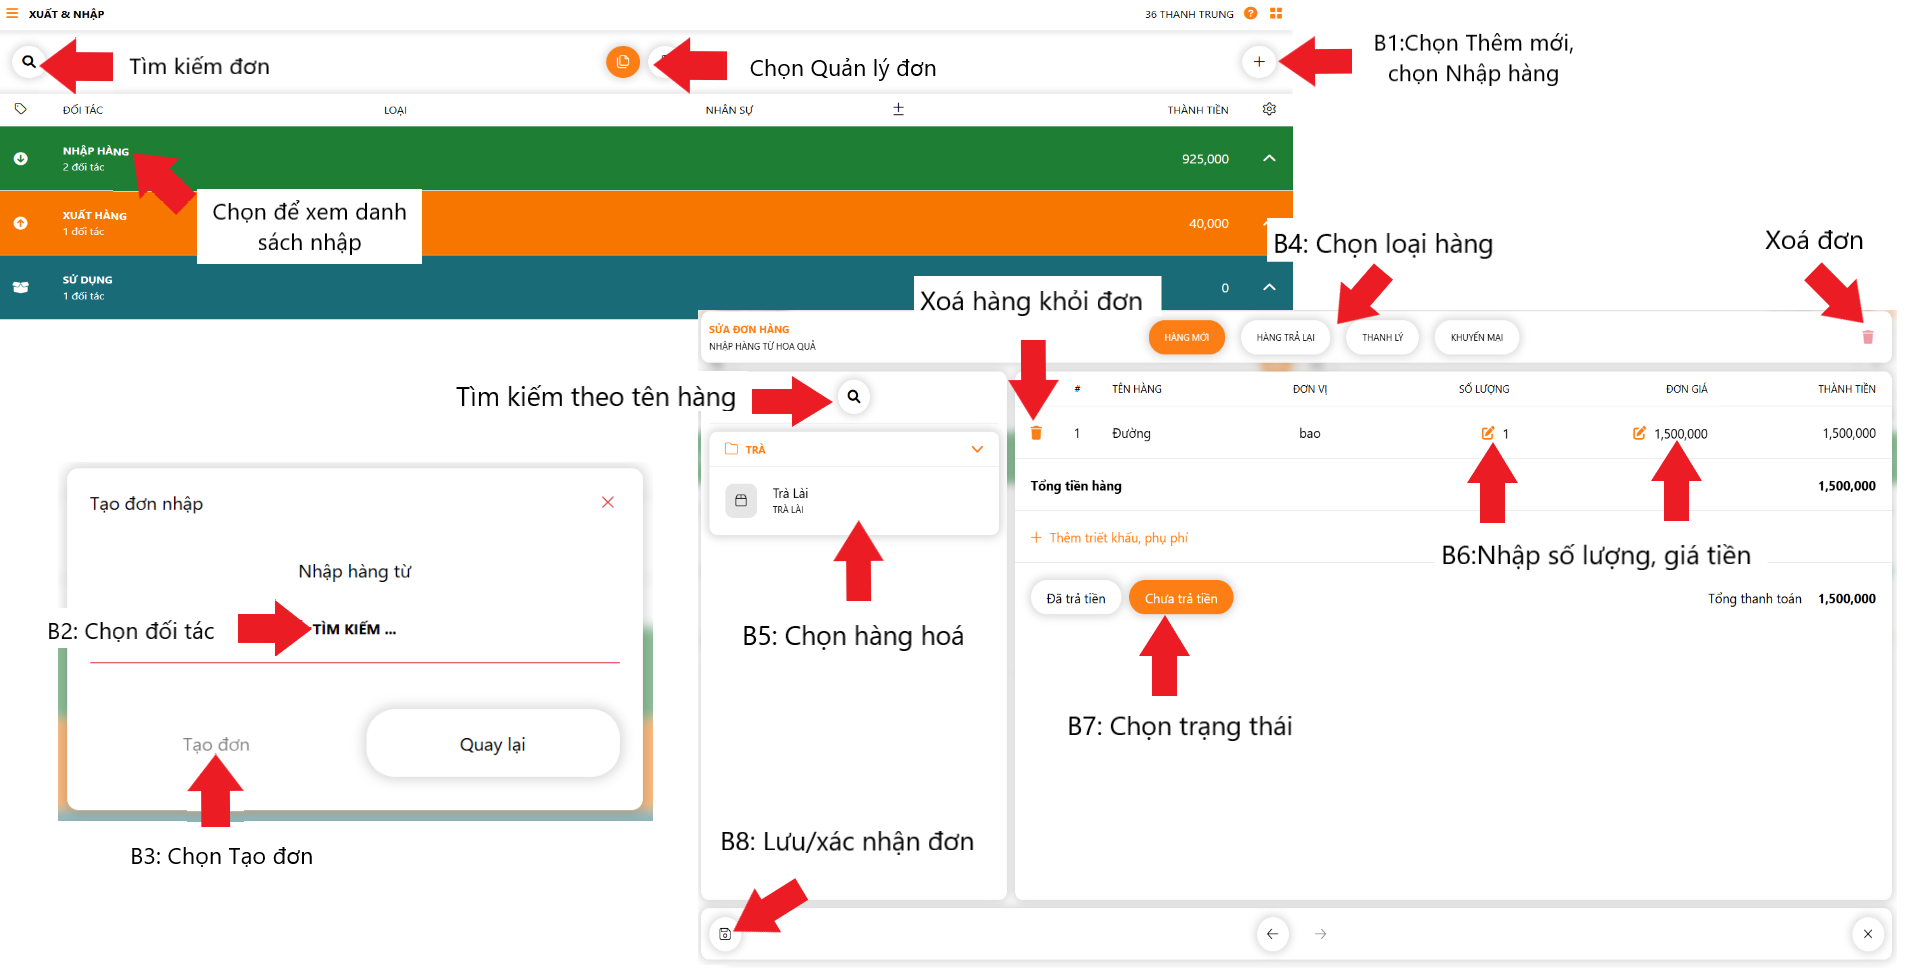 XUẤT & NHẬP
36 THANH TRUNG
Tìm kiếm đơn
Chọn Quản lý đơn
B1:Chọn Thêm mới,
chọn Nhập hàng
ĐỐI TÁC LOẠI NHÂN SỰ THÀNH TIỀN
NHẬP HÀNG
2 đối tác
925,000
Chọn để xem danh
sách nhập
XUẤT HÀNG
1 đối tác
40,000
SỬ DỤNG
1 đối tác
0
B4: Chọn loại hàng
Xoá đơn
Xoá hàng khỏi đơn
SỬA ĐƠN HÀNG
NHẬP HÀNG TỪ HOA QUẢ
HÀNG MỚI HÀNG TRẢ LẠI THANH LÝ KHUYẾN MẠI
Tìm kiếm theo tên hàng
# TÊN HÀNG ĐƠN VỊ SỐ LƯỢNG ĐƠN GIÁ THÀNH TIỀN
1 Đường bao 1 1,500,000 1,500,000
TRÀ
Trà Lài
TRÀ LÀI
Tổng tiền hàng 1,500,000
+ Thêm triết khấu, phụ phí
B6:Nhập số lượng, giá tiền
Đã trả tiền Chưa trả tiền Tổng thanh toán 1,500,000
B5: Chọn hàng hoá
B7: Chọn trạng thái
Tạo đơn nhập
Nhập hàng từ
B2: Chọn đối tác
TÌM KIẾM ...
Tạo đơn Quay lại
B3: Chọn Tạo đơn
B8: Lưu/xác nhận đơn